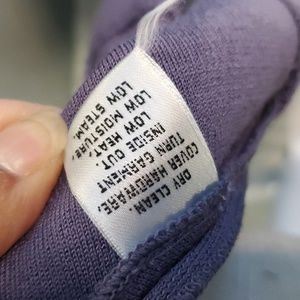 DRY CLEAN
COVER HARDWARE,
TURN GARMENT
INSIDE OUT,
LOW HEAT,
LOW MOISTURE,
LOW STEAM.